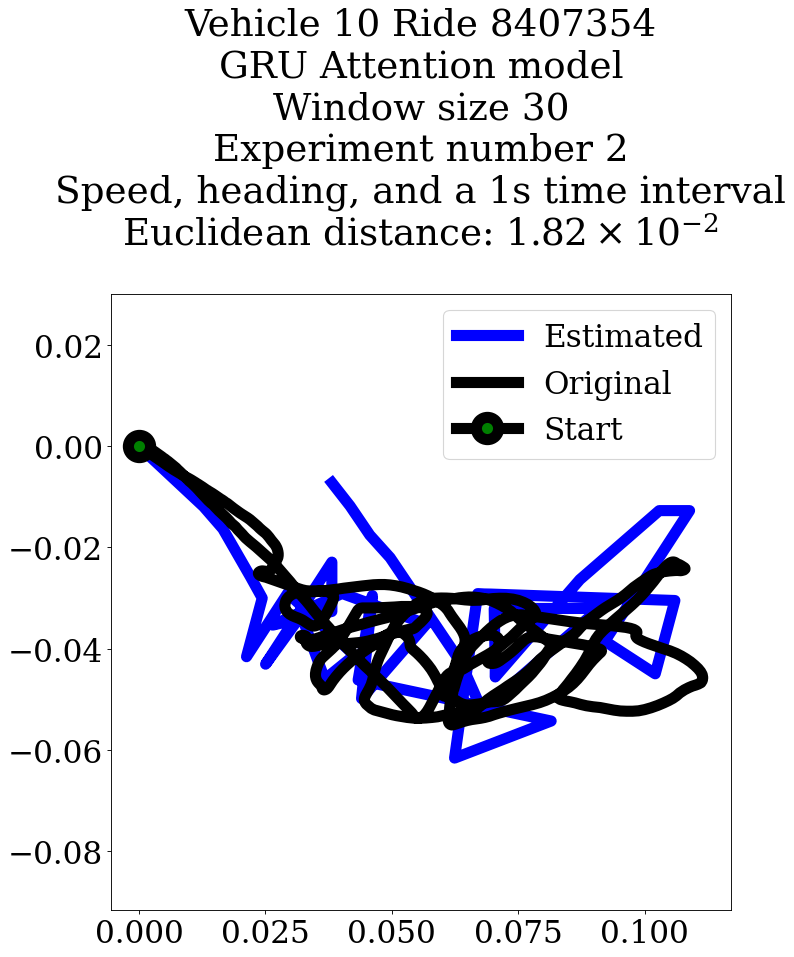 Vehicle 10 Ride 8407354
GRU Attention model
Window size 30
Experiment number 2
Speed, heading, and a 1s time interval
Euclidean distance: 1.82 × 10⁻²
Estimated
Original
Start
0.02
0.00
−0.02
−0.04
−0.06
−0.08
0.000 0.025 0.050 0.075 0.100